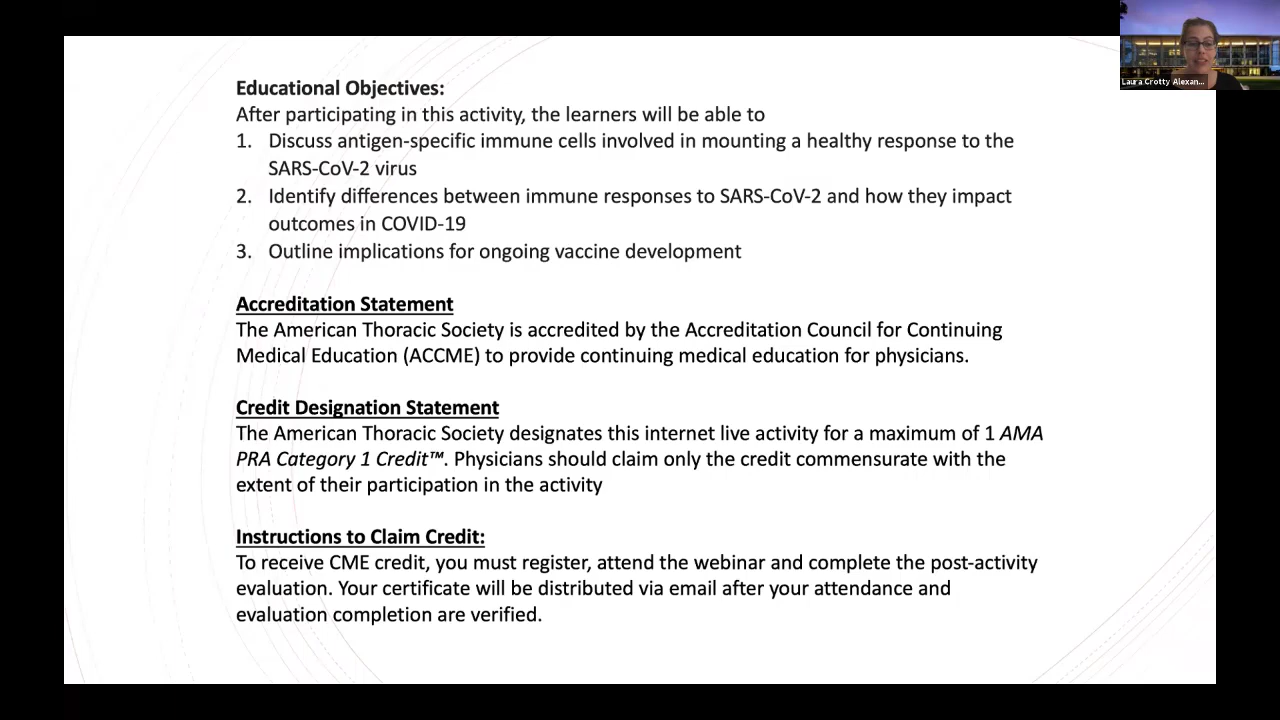 Laura Crotty Alexan...
Educational Objectives:
After participating in this activity, the learners will be able to
1. Discuss antigen-specific immune cells involved in mounting a healthy response to the
SARS-CoV-2 virus
2. Identify differences between immune responses to SARS-CoV-2 and how they impact
outcomes in COVID-19
3. Outline implications for ongoing vaccine development
Accreditation Statement
The American Thoracic Society is accredited by the Accreditation Council for Continuing
Medical Education (ACCME) to provide continuing medical education for physicians.
Credit Designation Statement
The American Thoracic Society designates this internet live activity for a maximum of 1 AMA
PRA Category 1 Credit™. Physicians should claim only the credit commensurate with the
extent of their participation in the activity
Instructions to Claim Credit:
To receive CME credit, you must register, attend the webinar and complete the post-activity
evaluation. Your certificate will be distributed via email after your attendance and
evaluation completion are verified.